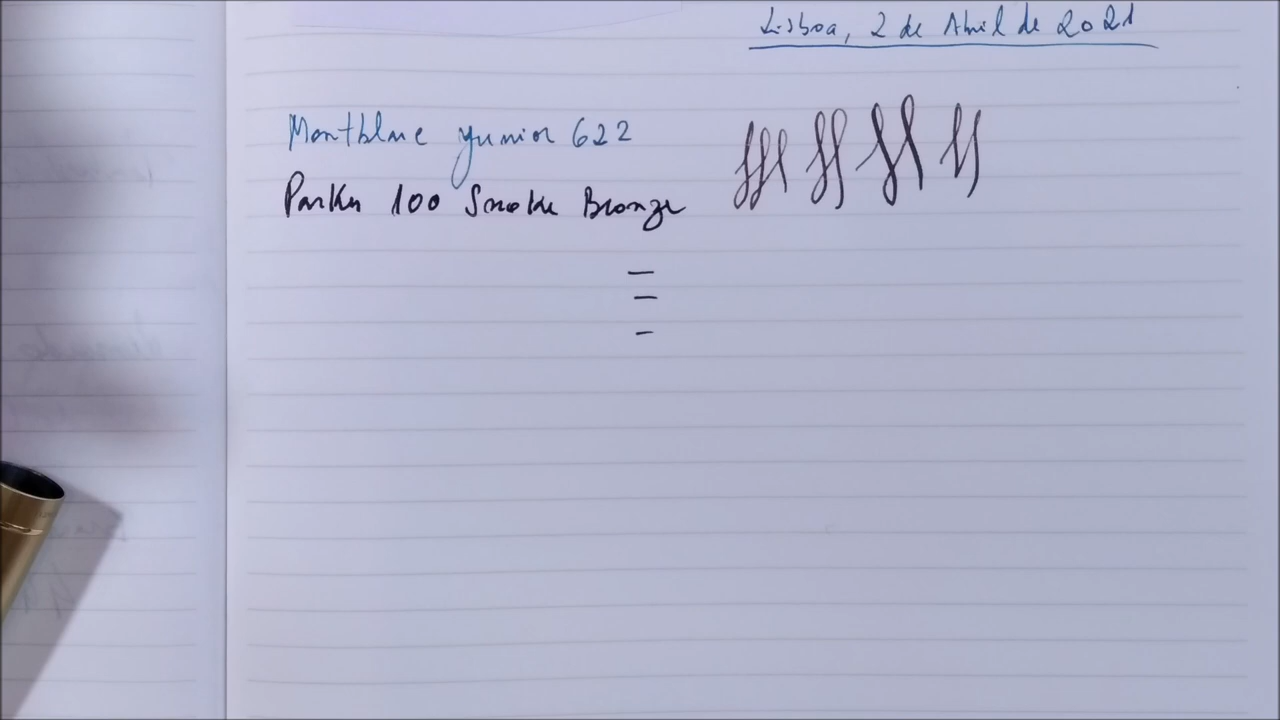 Lisboa, 2 de Abril de 2021
Montblanc Junior 622
Parker 100 Smoke Bronze